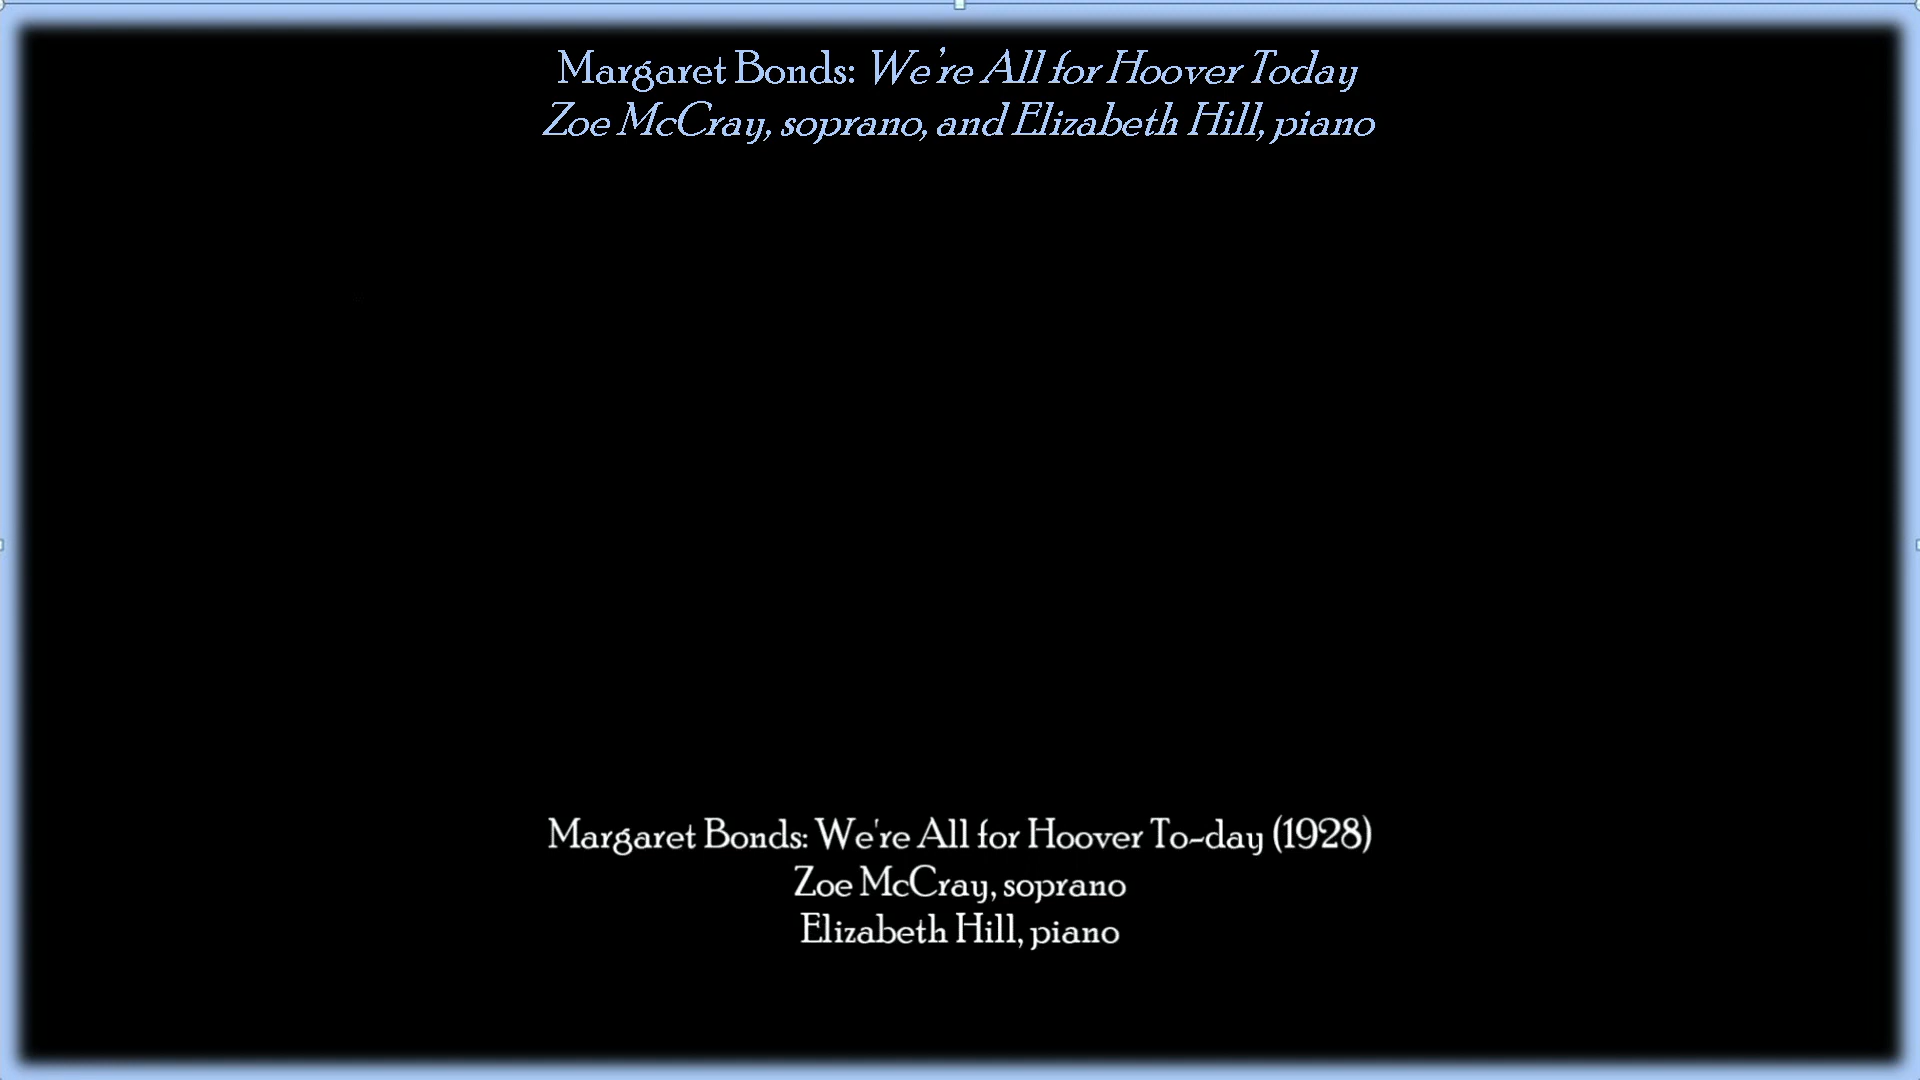 Margaret Bonds: We're All for Hoover Today
Zoe McCray, soprano, and Elizabeth Hill, piano
Margaret Bonds: We're All for Hoover To-day (1928)
Zoe McCray, soprano
Elizabeth Hill, piano